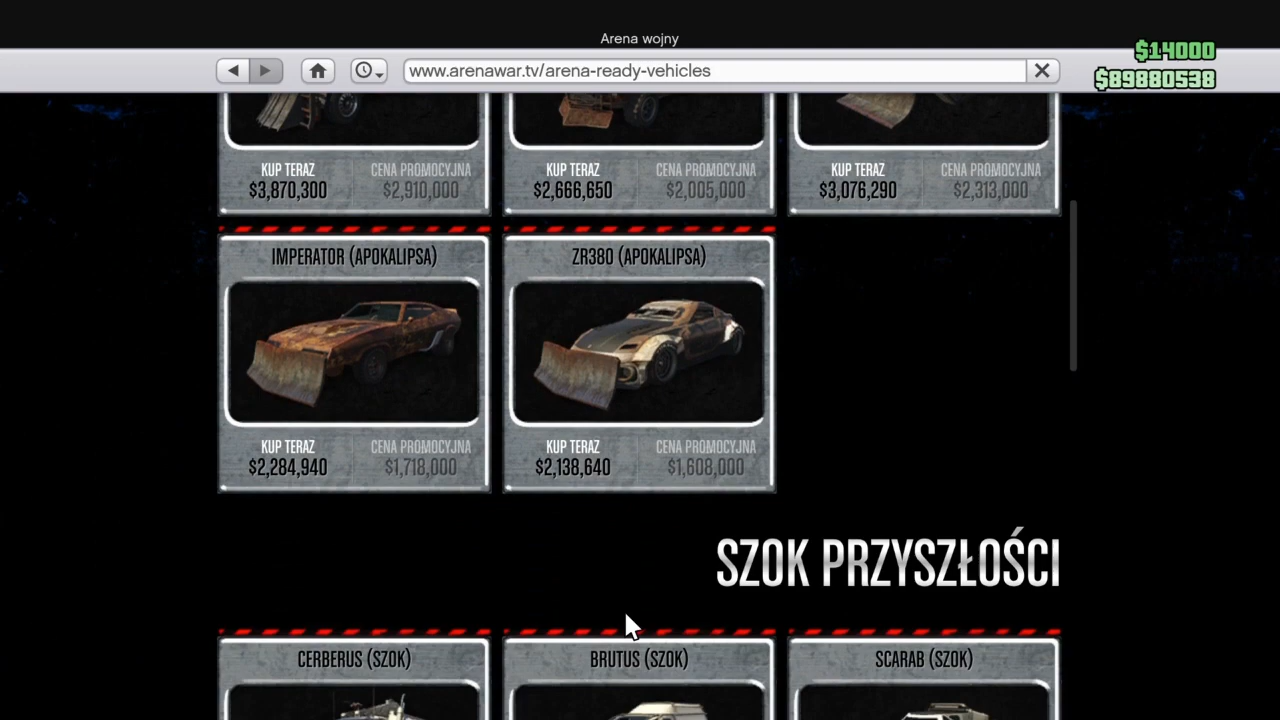 Arena wojny
$14000
www.arenawar.tv/arena-ready-vehicles
$89880538
KUP TERAZ CENA PROMOCYJNA
$3,870,300 $2,910,000
KUP TERAZ CENA PROMOCYJNA
$2,666,650 $2,005,000
KUP TERAZ CENA PROMOCYJNA
$3,076,290 $2,313,000
IMPERATOR (APOKALIPSA)
KUP TERAZ CENA PROMOCYJNA
$2,284,940 $1,718,000
ZR380 (APOKALIPSA)
KUP TERAZ CENA PROMOCYJNA
$2,138,640 $1,608,000
SZOK PRZYSZŁOŚCI
CERBERUS (SZOK)
BRUTUS (SZOK)
SCARAB (SZOK)